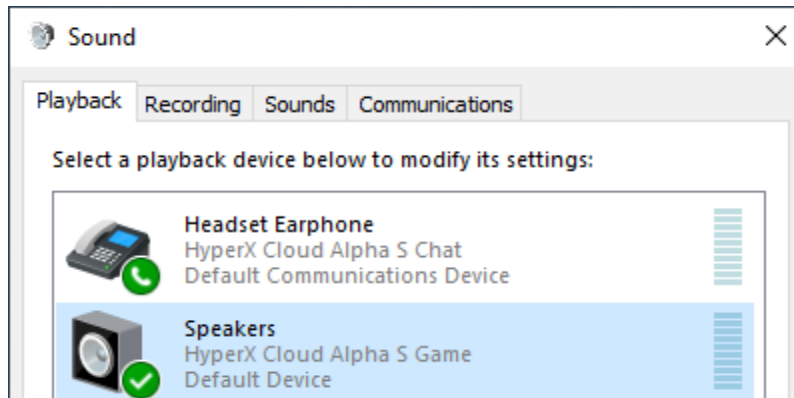 Sound
Playback Recording Sounds Communications
Select a playback device below to modify its settings:
Headset Earphone
HyperX Cloud Alpha S Chat
Default Communications Device
Speakers
HyperX Cloud Alpha S Game
Default Device